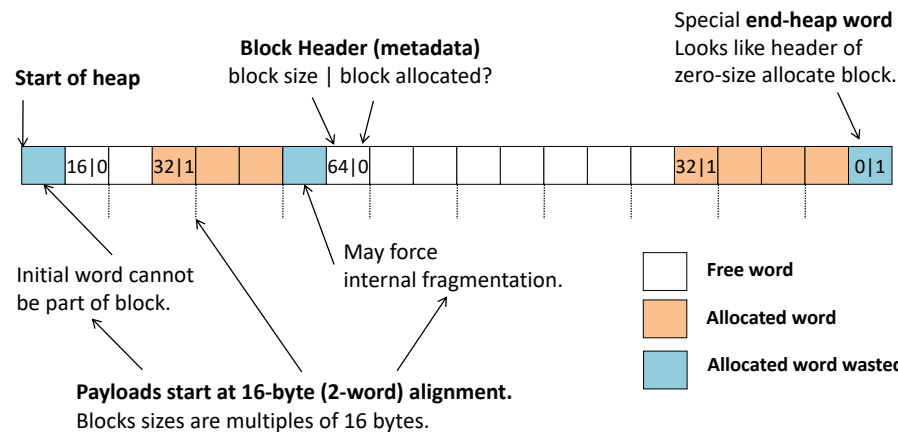 Special end-heap word
Looks like header of
zero-size allocate block.
Block Header (metadata)
block size | block allocated?
Start of heap
16|0
32|1
64|0
32|1
0|1
Initial word cannot
be part of block.
May force
internal fragmentation.
Free word
Allocated word
Allocated word wasted
Payloads start at 16-byte (2-word) alignment.
Blocks sizes are multiples of 16 bytes.